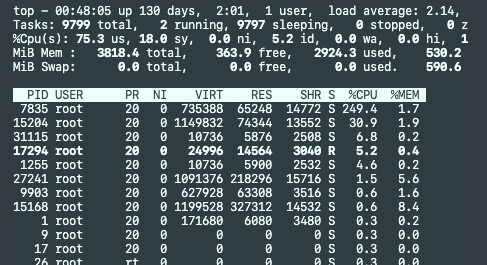 top - 00:48:05 up 130 days,  2:01,  1 user,  load average: 2.14,
Tasks: 9799 total,   2 running, 9797 sleeping,   0 stopped,   0 z
%Cpu(s): 75.3 us, 18.0 sy,  0.0 ni,  5.2 id,  0.0 wa,  0.0 hi,  1
MiB Mem :   3818.4 total,    363.9 free,   2924.3 used,    530.2
MiB Swap:      0.0 total,      0.0 free,      0.0 used.    590.6
PID USER      PR  NI    VIRT    RES    SHR S  %CPU  %MEM
7835 root      20   0  735388  65248  14772 S 249.4   1.7
15204 root      20   0 1149832  74344  13552 S  30.9   1.9
31115 root      20   0   10736   5876   2508 S   6.8   0.2
17294 root      20   0   24996  14564   3040 R   5.2   0.4
1255 root      20   0   10736   5900   2532 S   4.6   0.2
27241 root      20   0 1091376 218296  15716 S   1.5   5.6
9903 root      20   0  627928  63308   3516 S   0.6   1.6
15168 root      20   0 1199528 327312  14532 S   0.6   8.4
1 root      20   0  171680   6080   3480 S   0.3   0.2
9 root      20   0       0      0      0 S   0.3   0.0
17 root      20   0       0      0      0 S   0.3   0.0
26 root      rt   0       0      0      0 S   0.3   0.0